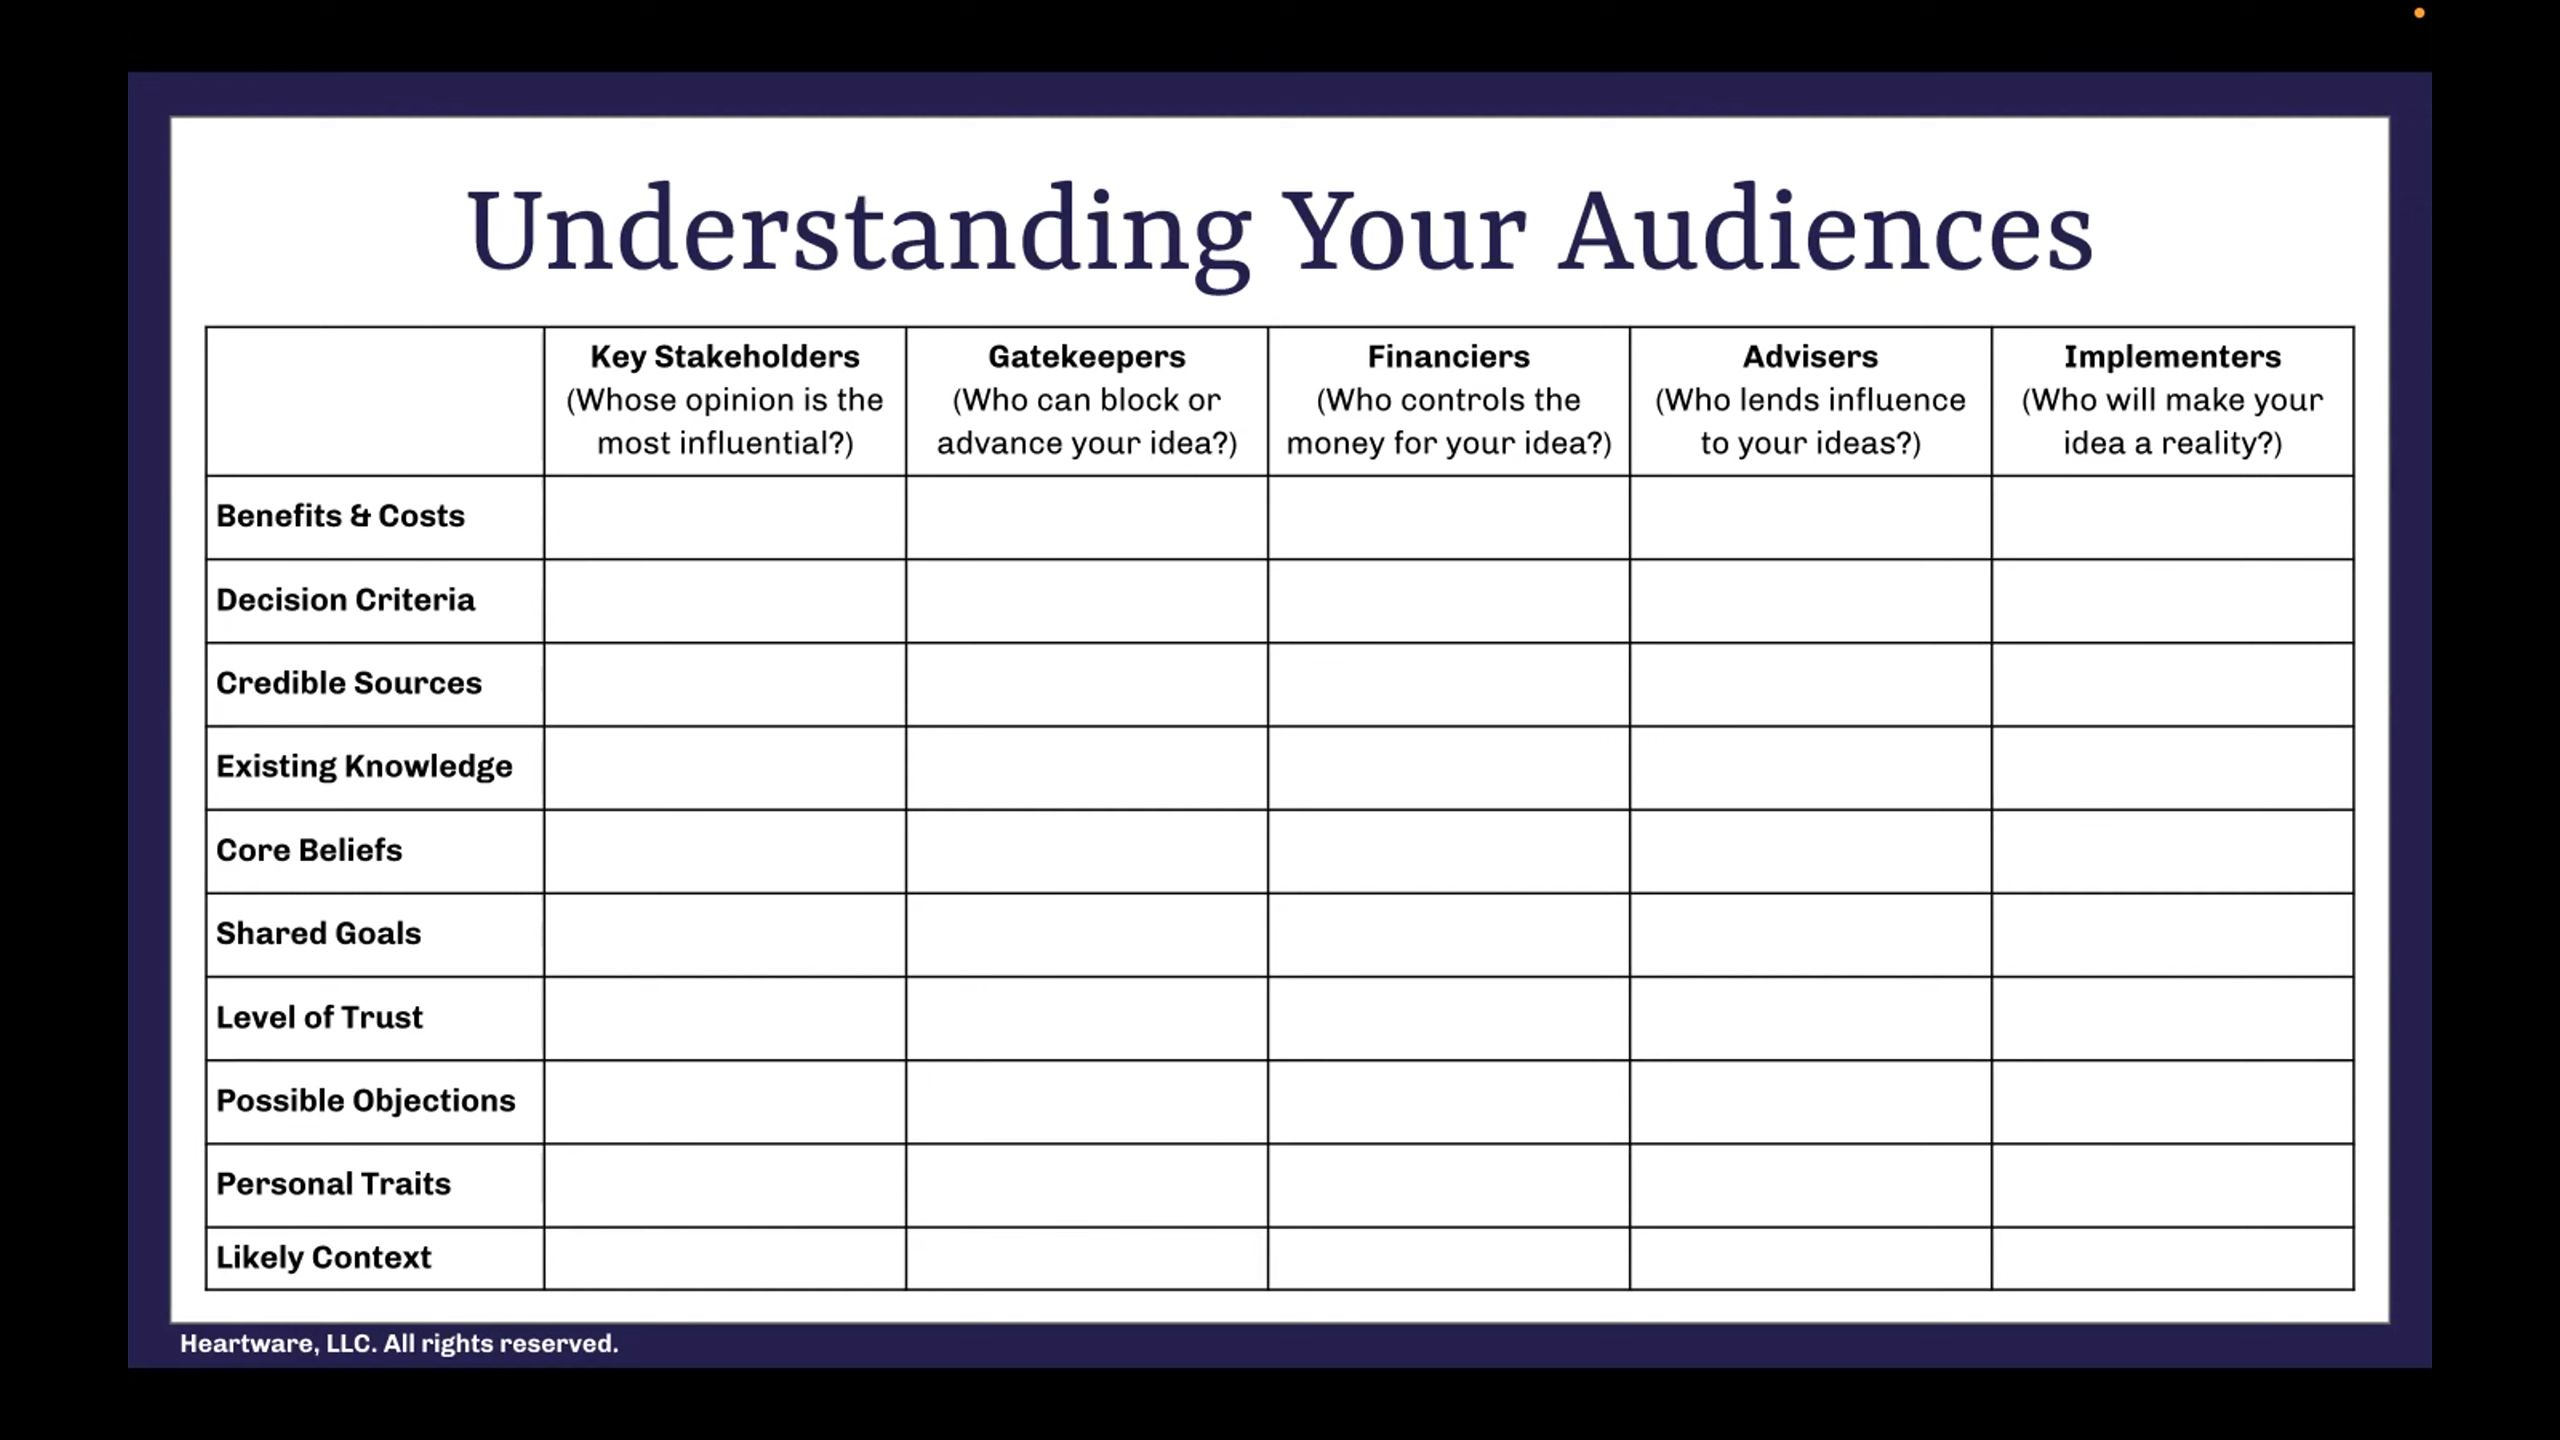 Understanding Your Audiences
Key Stakeholders
(Whose opinion is the
most influential?)
Gatekeepers
(Who can block or
advance your idea?)
Financiers
(Who controls the
money for your idea?)
Advisers
(Who lends influence
to your ideas?)
Implementers
(Who will make your
idea a reality?)
Benefits & Costs
Decision Criteria
Credible Sources
Existing Knowledge
Core Beliefs
Shared Goals
Level of Trust
Possible Objections
Personal Traits
Likely Context
Heartware, LLC. All rights reserved.